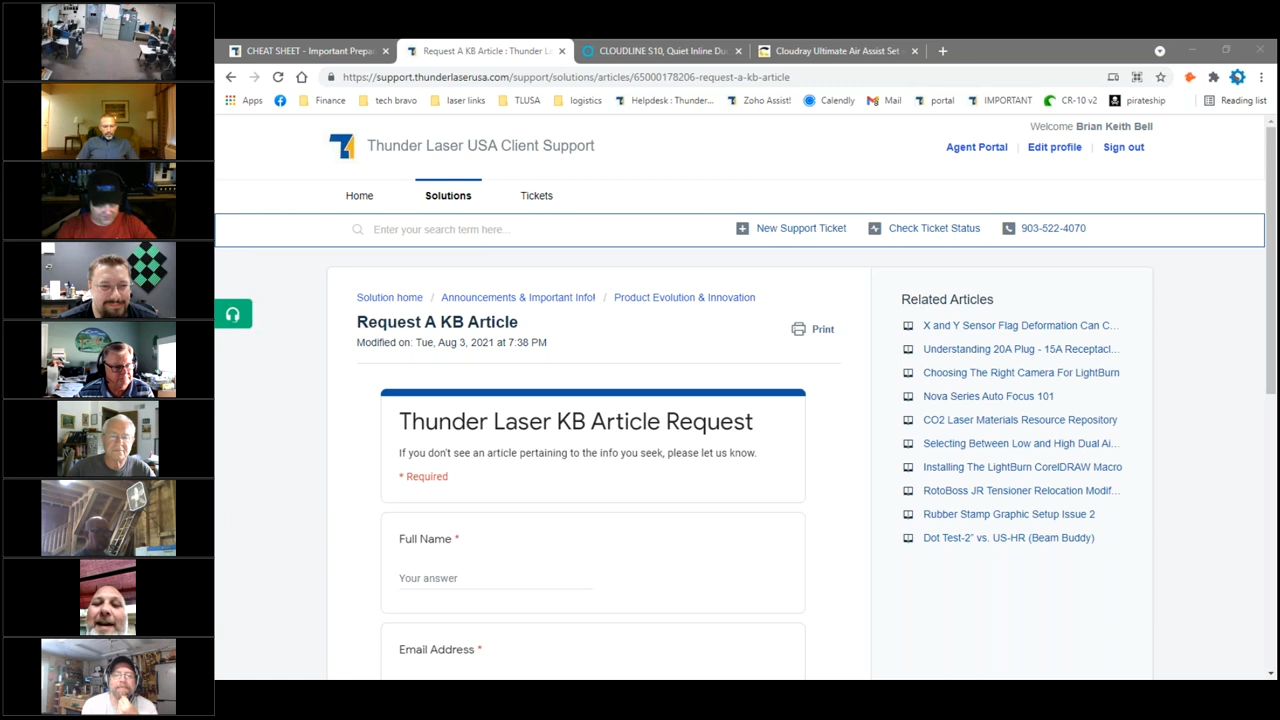 CHEAT SHEET - Important Prepa
Request A KB Article : Thunder L
CLOUDLINE S10, Quiet Inline Du
Cloudray Ultimate Air Assist Set
https://support.thunderlaserusa.com/support/solutions/articles/65000178206-request-a-kb-article
Apps
Finance
tech bravo
laser links
TLUSA
logistics
Helpdesk : Thunder...
Zoho Assist!
Calendly
Mail
portal
IMPORTANT
CR-10 v2
pirateship
Reading list
Welcome Brian Keith Bell
Thunder Laser USA Client Support
Agent Portal
Edit profile
Sign out
Home
Solutions
Tickets
Enter your search term here...
New Support Ticket
Check Ticket Status
903-522-4070
Solution home / Announcements & Important Info! / Product Evolution & Innovation
Request A KB Article
Print
Modified on: Tue, Aug 3, 2021 at 7:38 PM
Thunder Laser KB Article Request
If you don't see an article pertaining to the info you seek, please let us know.
* Required
Full Name *
Your answer
Email Address *
Related Articles
X and Y Sensor Flag Deformation Can C...
Understanding 20A Plug - 15A Receptacl...
Choosing The Right Camera For LightBurn
Nova Series Auto Focus 101
CO2 Laser Materials Resource Repository
Selecting Between Low and High Dual Ai...
Installing The LightBurn CorelDRAW Macro
RotoBoss JR Tensioner Relocation Modif...
Rubber Stamp Graphic Setup Issue 2
Dot Test-2” vs. US-HR (Beam Buddy)